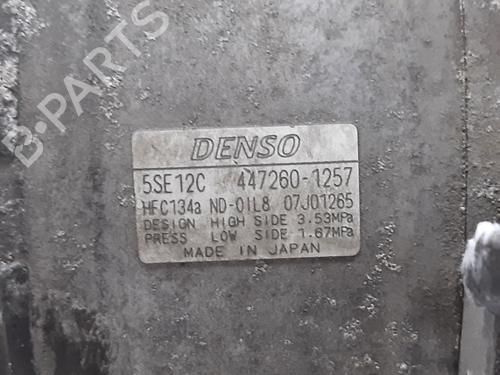 B-PARTS
DENSO
5SE12C 447260-1257
HFC134a ND-OIL8 07J01265
DESIGN HIGH SIDE 3.53MPa
PRESS LOW SIDE 1.67MPa
MADE IN JAPAN